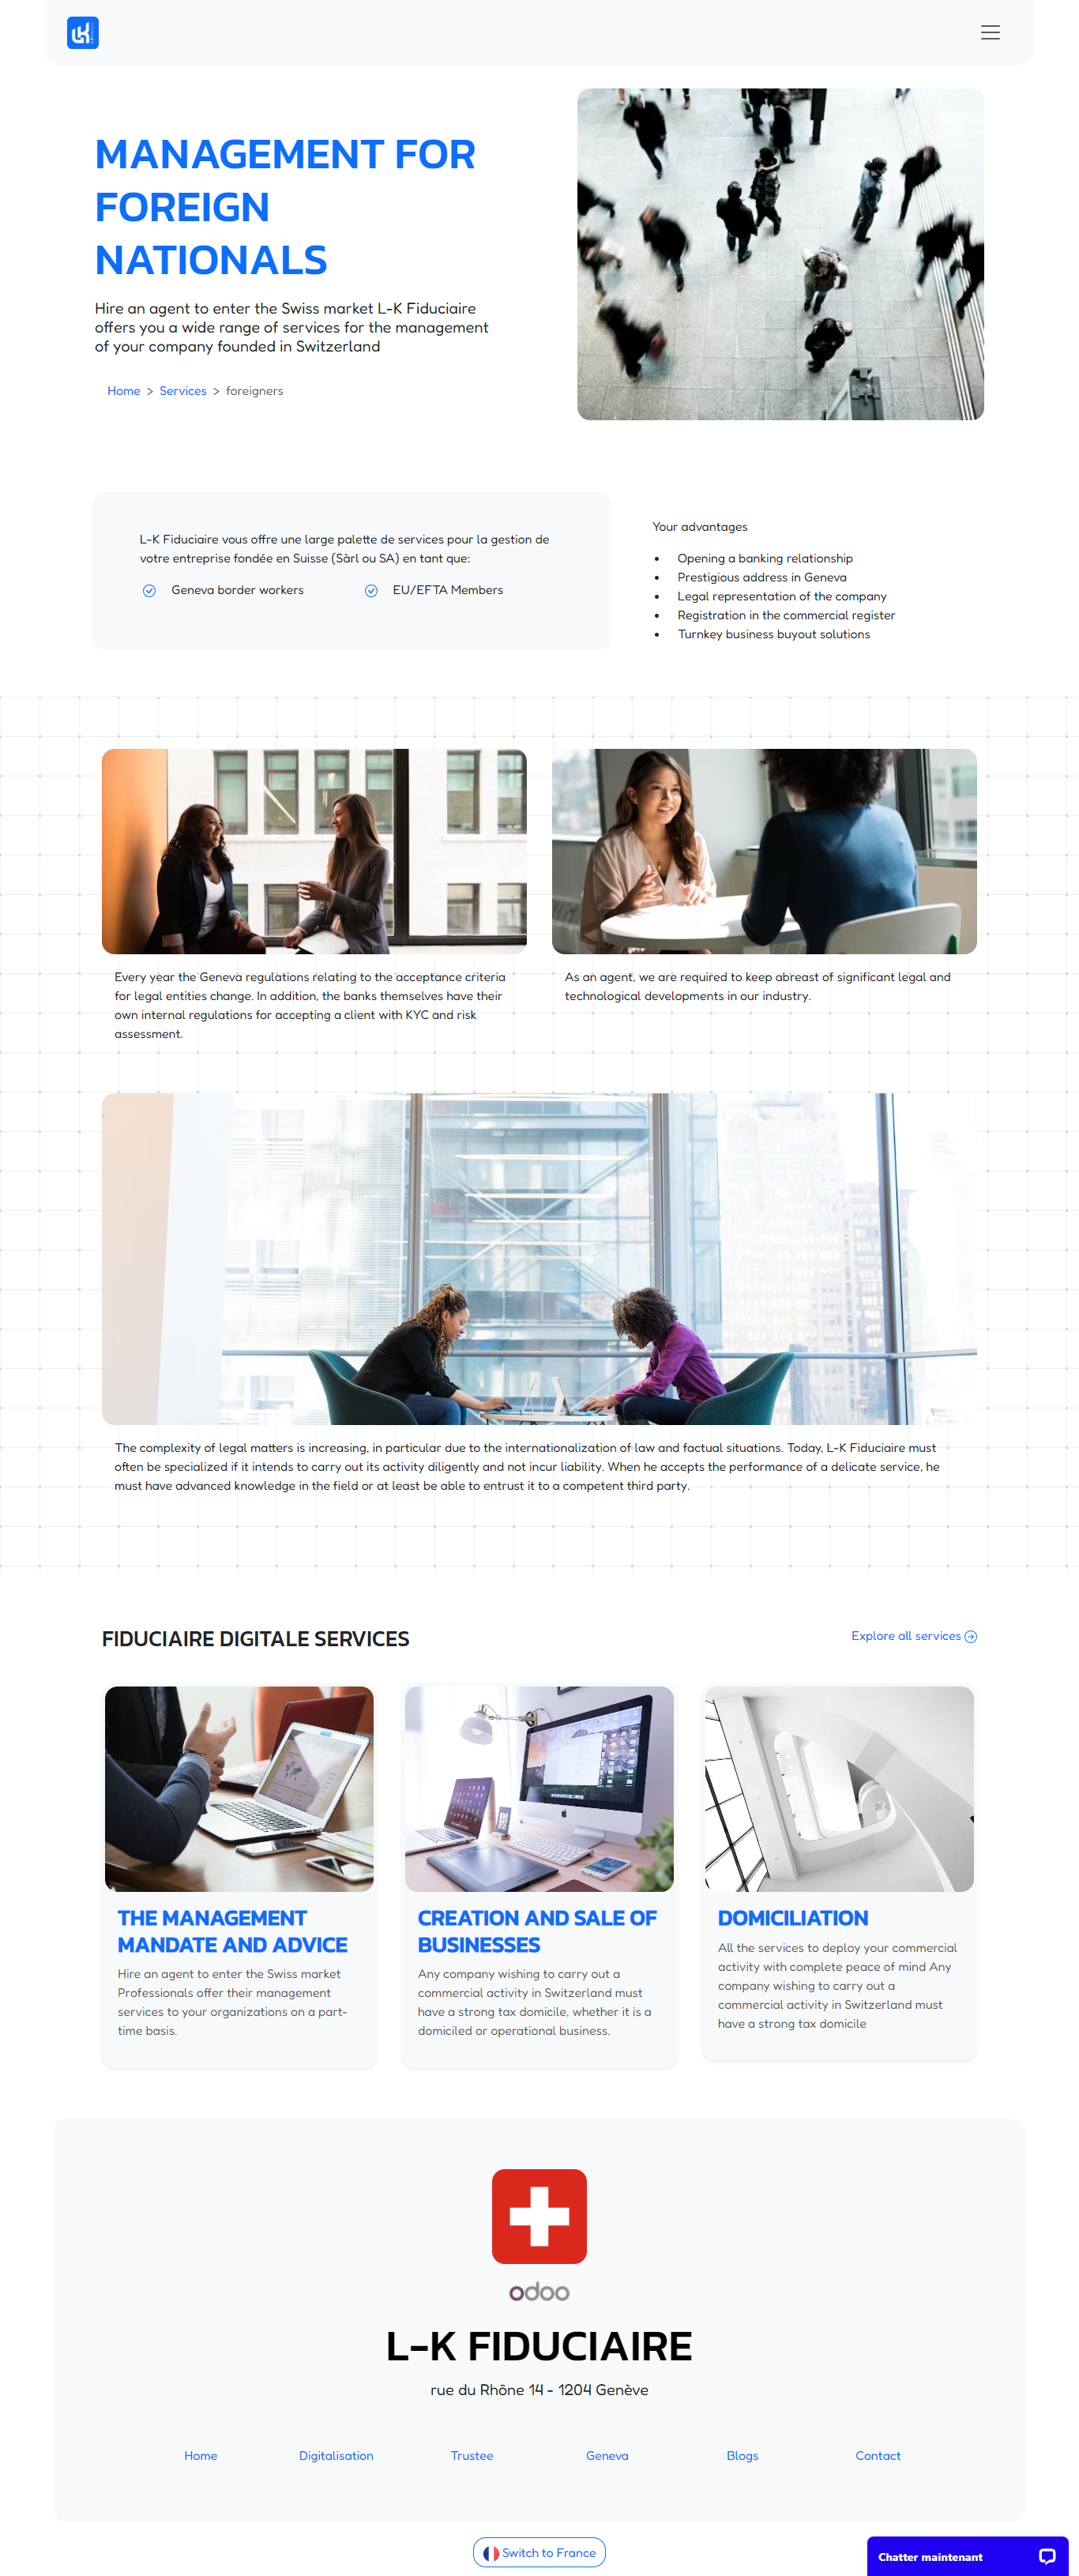 LK
MANAGEMENT FOR
FOREIGN
NATIONALS
Hire an agent to enter the Swiss market L-K Fiduciaire
offers you a wide range of services for the management
of your company founded in Switzerland
Home > Services > foreigners
L-K Fiduciaire vous offre une large palette de services pour la gestion de
votre entreprise fondée en Suisse (Sàrl ou SA) en tant que:
Geneva border workers
EU/EFTA Members
Your advantages
• Opening a banking relationship
• Prestigious address in Geneva
• Legal representation of the company
• Registration in the commercial register
• Turnkey business buyout solutions
Every year the Geneva regulations relating to the acceptance criteria
for legal entities change. In addition, the banks themselves have their
own internal regulations for accepting a client with KYC and risk
assessment.
As an agent, we are required to keep abreast of significant legal and
technological developments in our industry.
The complexity of legal matters is increasing, in particular due to the internationalization of law and factual situations. Today, L-K Fiduciaire must
often be specialized if it intends to carry out its activity diligently and not incur liability. When he accepts the performance of a delicate service, he
must have advanced knowledge in the field or at least be able to entrust it to a competent third party.
FIDUCIAIRE DIGITALE SERVICES
Explore all services
THE MANAGEMENT
MANDATE AND ADVICE
Hire an agent to enter the Swiss market
Professionals offer their management
services to your organizations on a part-
time basis.
CREATION AND SALE OF
BUSINESSES
Any company wishing to carry out a
commercial activity in Switzerland must
have a strong tax domicile, whether it is a
domiciled or operational business.
DOMICILIATION
All the services to deploy your commercial
activity with complete peace of mind Any
company wishing to carry out a
commercial activity in Switzerland must
have a strong tax domicile
odoo
L-K FIDUCIAIRE
rue du Rhône 14 - 1204 Genève
Home
Digitalisation
Trustee
Geneva
Blogs
Contact
Switch to France
Chatter maintenant